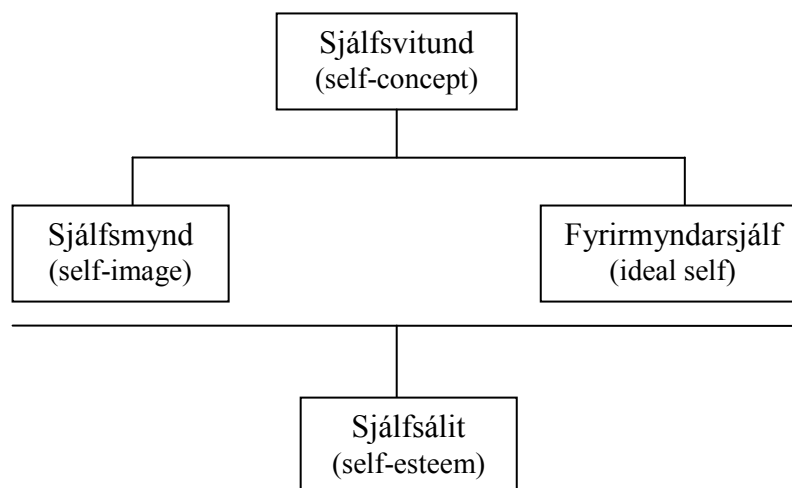 Sjálfsvitund
(self-concept)
Sjálfsmynd
(self-image)
Fyrirmyndarsjálf
(ideal self)
Sjálfsálit
(self-esteem)